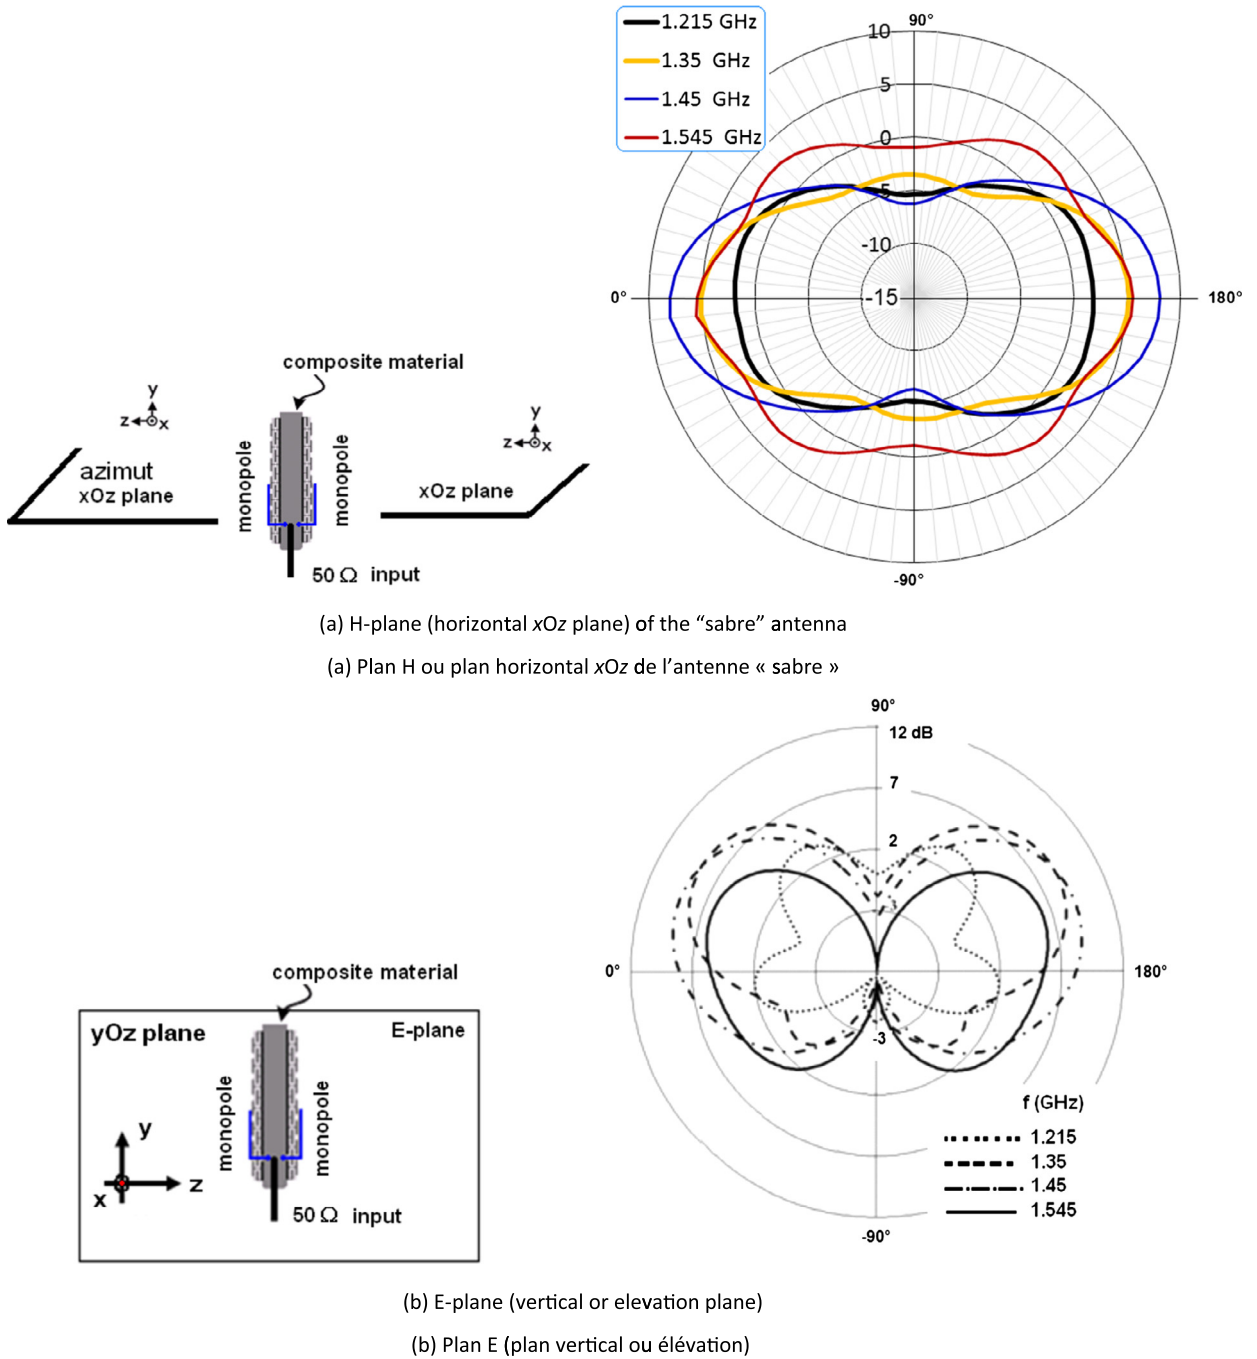 1.215 GHz
1.35 GHz
1.45 GHz
1.545 GHz
90°
10
5
0
-5
-10
-15
0°
180°
-90°
composite material
y
z
x
azimut
xOz plane
monopole
monopole
y
z
x
xOz plane
50 Ω input
(a) H-plane (horizontal xOz plane) of the “sabre” antenna
(a) Plan H ou plan horizontal xOz de l’antenne « sabre »
90°
12 dB
7
2
-3
0°
180°
-3
-90°
f (GHz)
1.215
1.35
1.45
1.545
composite material
yOz plane
E-plane
monopole
monopole
y
x
z
50 Ω input
(b) E-plane (vertical or elevation plane)
(b) Plan E (plan vertical ou élévation)